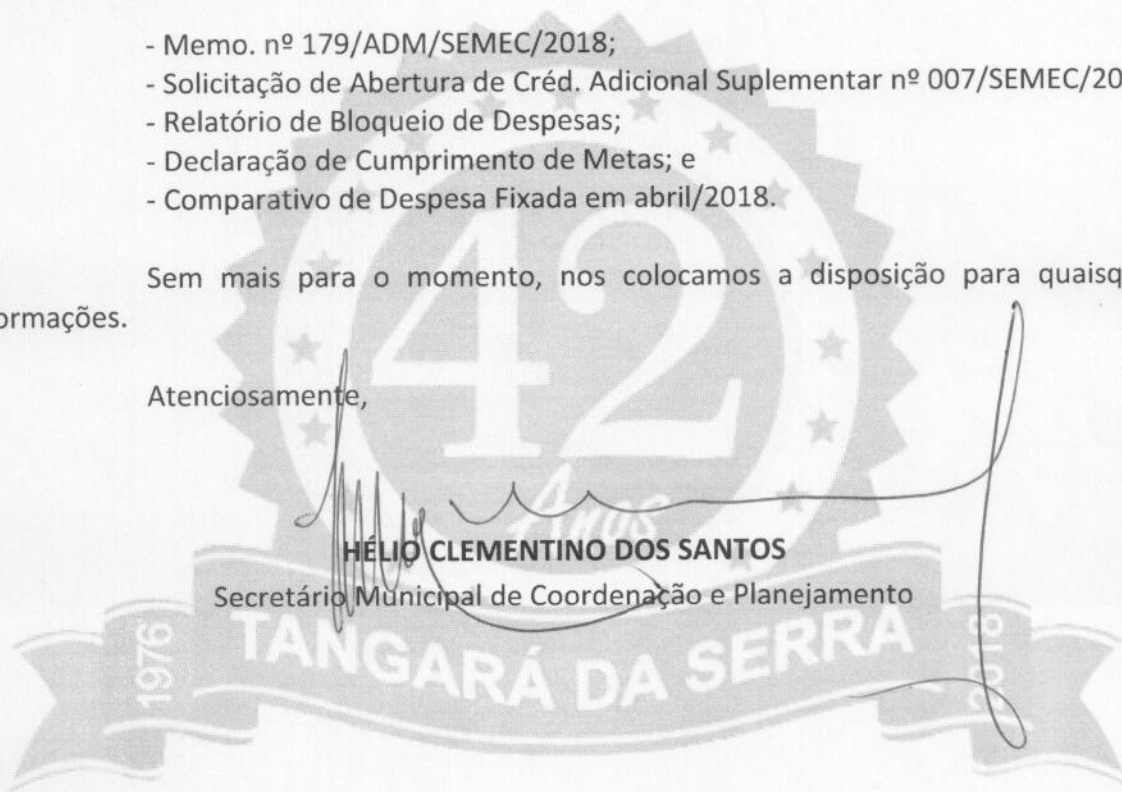 - Memo. nº 179/ADM/SEMEC/2018;
- Solicitação de Abertura de Créd. Adicional Suplementar nº 007/SEMEC/20
- Relatório de Bloqueio de Despesas;
- Declaração de Cumprimento de Metas; e
- Comparativo de Despesa Fixada em abril/2018.
Sem mais para o momento, nos colocamos a disposição para quaisq
ormações.
Atenciosamente,
42
Anos
HÉLIO CLEMENTINO DOS SANTOS
Secretário Municipal de Coordenação e Planejamento
1976 TANGARÁ DA SERRA 2018